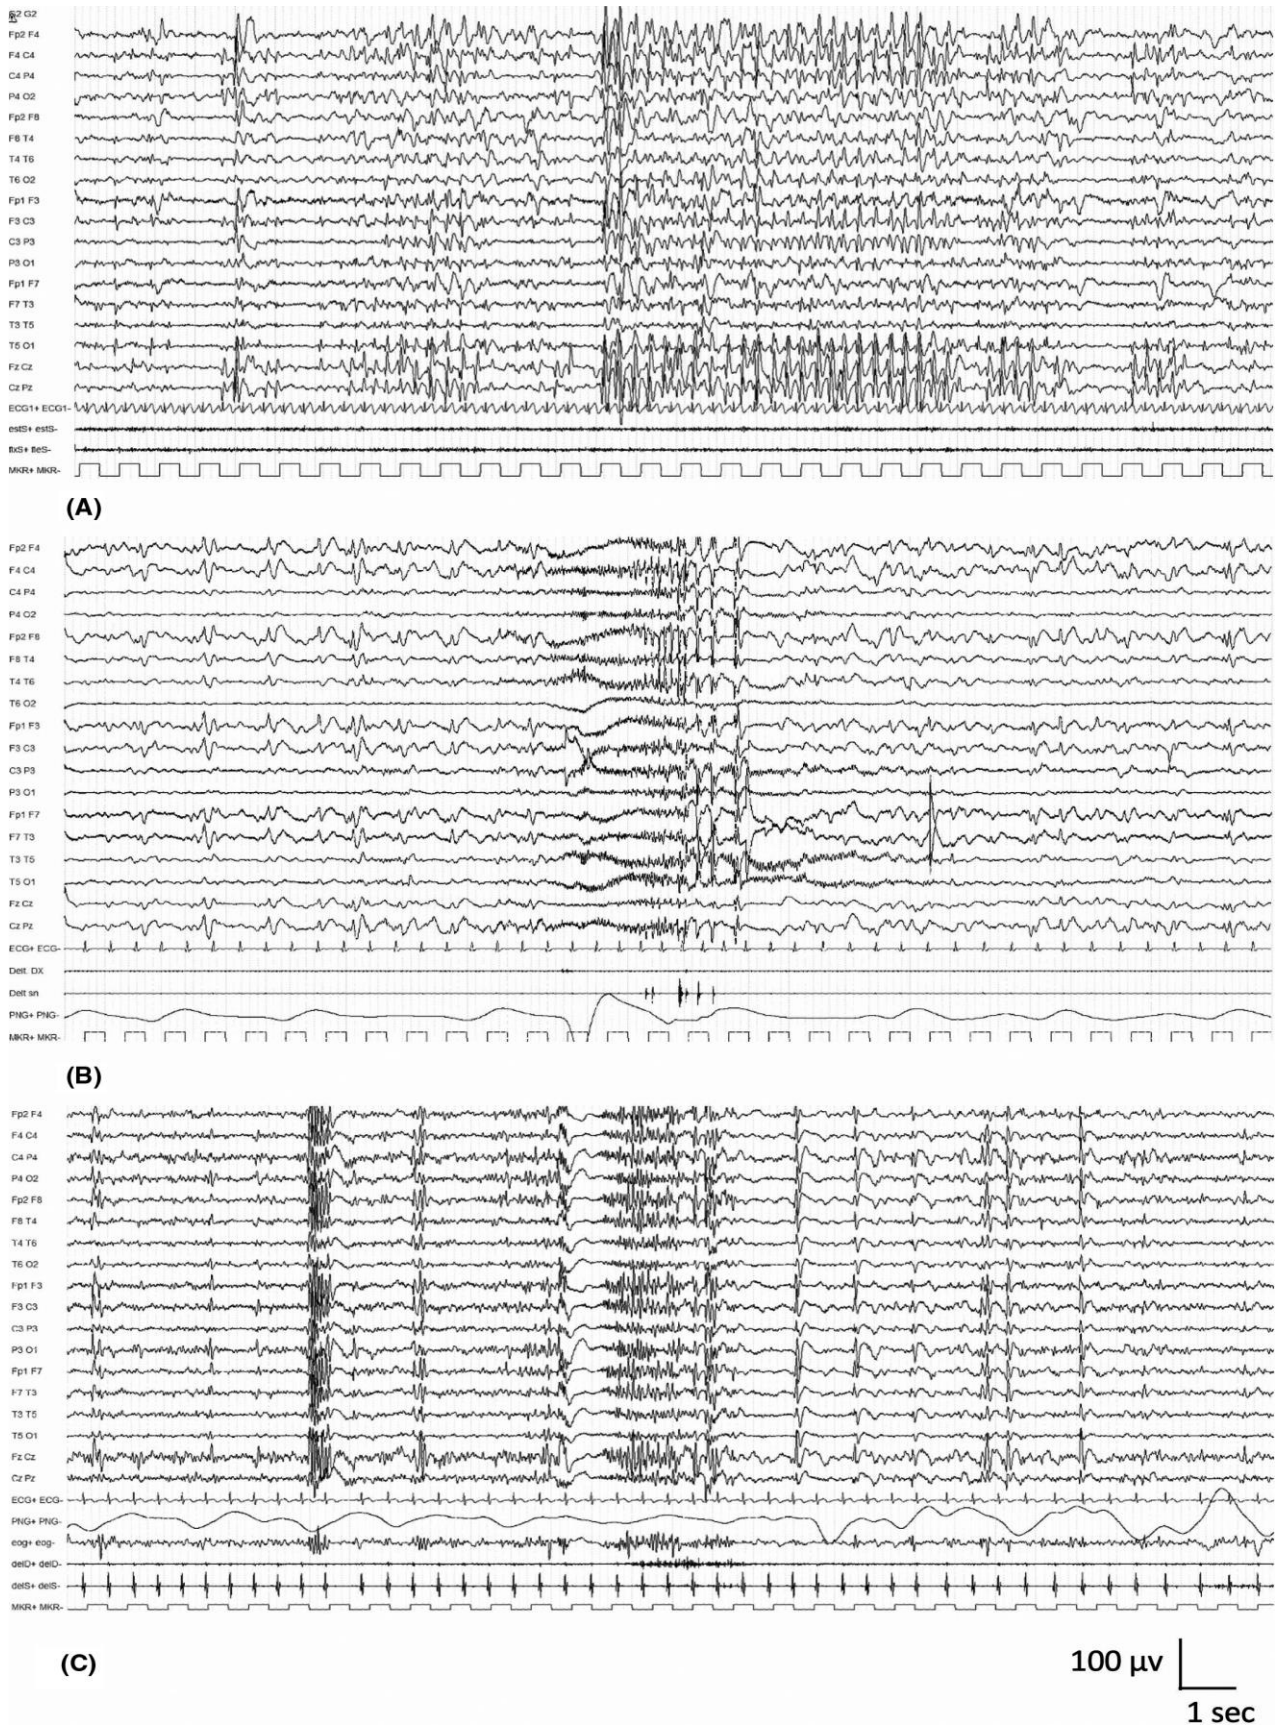 G2 G2
Fp2 F4
F4 C4
C4 P4
P4 O2
Fp2 F8
F8 T4
T4 T6
T6 O2
Fp1 F3
F3 C3
C3 P3
P3 O1
Fp1 F7
F7 T3
T3 T5
T5 O1
Fz Cz
Cz Pz
ECG1+ ECG1-
estS+ estS-
MKR+ MKR-
(A)
Fp2 F4
F4 C4
C4 P4
P4 O2
Fp2 F8
F8 T4
T4 T6
T6 O2
Fp1 F3
F3 C3
C3 P3
P3 O1
Fp1 F7
F7 T3
T3 T5
T5 O1
Fz Cz
Cz Pz
ECG+ ECG-
Delt. DX
Delt sn
PNG+ PNG-
MKR+ MKR-
(B)
Fp2 F4
F4 C4
C4 P4
P4 O2
Fp2 F8
F8 T4
T4 T6
T6 O2
Fp1 F3
F3 C3
C3 P3
P3 O1
Fp1 F7
F7 T3
T3 T5
T5 O1
Fz Cz
Cz Pz
ECG+ ECG-
PNG+ PNG-
eog+ eog-
delD+ delD-
delS+ delS-
MKR+ MKR-
(C)
100 µv
1 sec